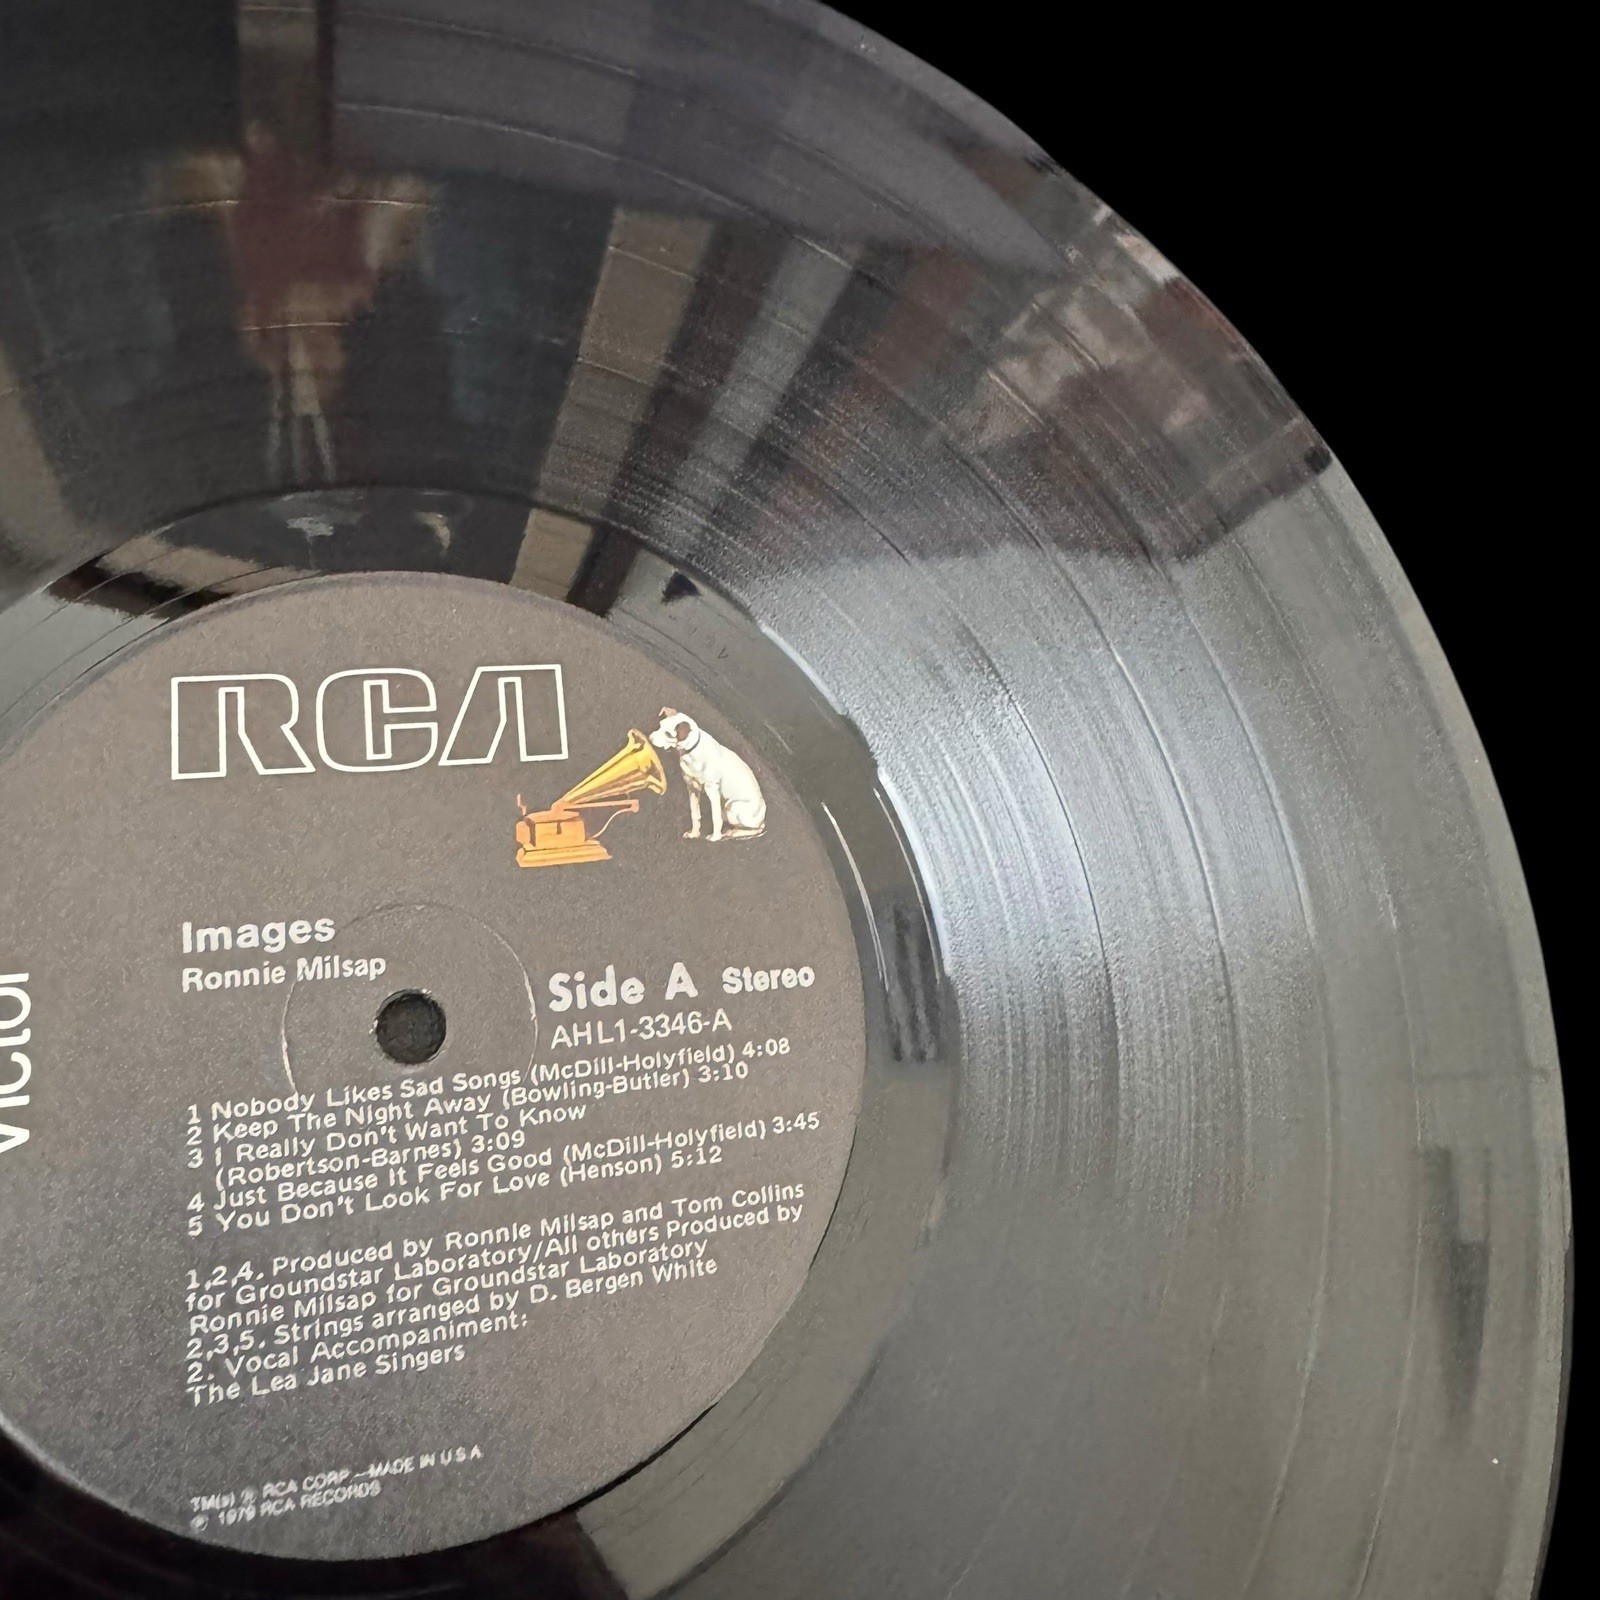 RCA
Victor
Images
Ronnie Milsap
Side A Stereo
AHL1-3346-A
1 Nobody Likes Sad Songs (McDill-Holyfield) 4:08
2 Keep The Night Away (Bowling-Butler) 3:10
3 I Really Don't Want To Know
(Robertson-Barnes) 3:09
4 Just Because It Feels Good (McDill-Holyfield) 3:45
5 You Don't Look For Love (Henson) 5:12
1,2,4. Produced by Ronnie Milsap and Tom Collins
for Groundstar Laboratory/All others Produced by
Ronnie Milsap for Groundstar Laboratory
2,3,5. Strings arranged by D. Bergen White
2. Vocal Accompaniment:
The Lea Jane Singers
TM(s) ® RCA CORP.—MADE IN U.S.A.
℗ 1979 RCA RECORDS